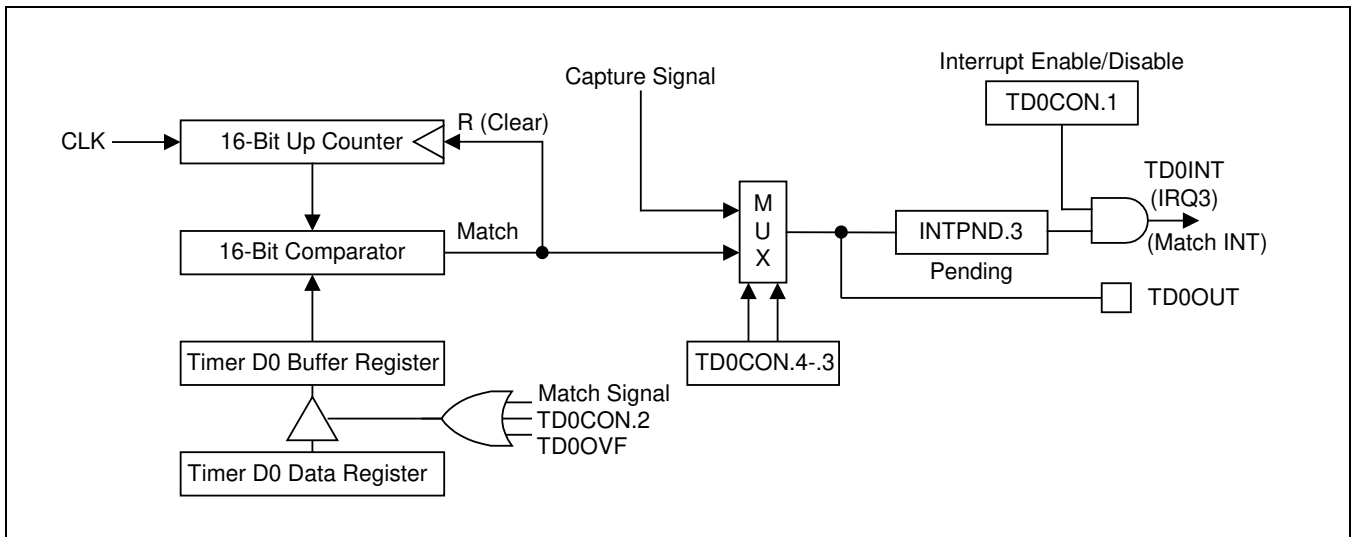 Interrupt Enable/Disable
Capture Signal
TD0CON.1
R (Clear)
CLK
16-Bit Up Counter
TD0INT
(IRQ3)
M
U
X
Match
16-Bit Comparator
INTPND.3
(Match INT)
Pending
TD0OUT
Timer D0 Buffer Register
TD0CON.4-.3
Match Signal
TD0CON.2
TD0OVF
Timer D0 Data Register